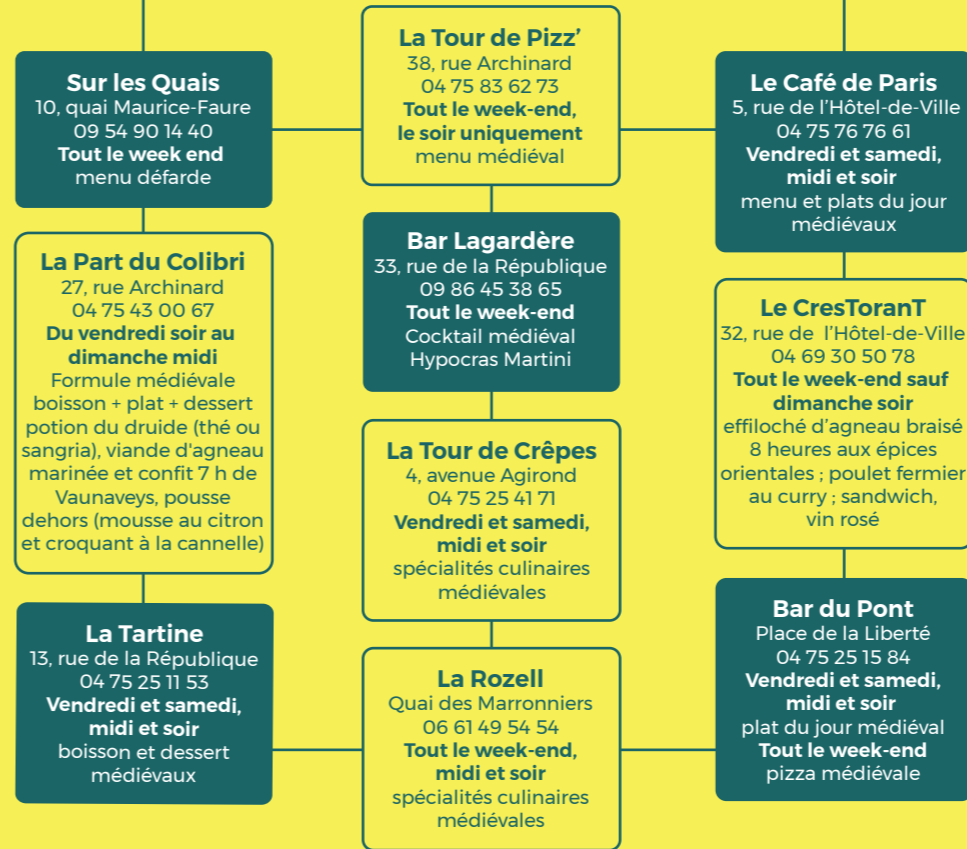 Sur les Quais
10, quai Maurice-Faure
09 54 90 14 40
Tout le week end
menu défarde
La Part du Colibri
27, rue Archinard
04 75 43 00 67
Du vendredi soir au
dimanche midi
Formule médiévale
boisson + plat + dessert
potion du druide (thé ou
sangria), viande d'agneau
marinée et confit 7 h de
Vaunaveys, pousse
dehors (mousse au citron
et croquant à la cannelle)
La Tartine
13, rue de la République
04 75 25 11 53
Vendredi et samedi,
midi et soir
boisson et dessert
médiévaux
La Tour de Pizz’
38, rue Archinard
04 75 83 62 73
Tout le week-end,
le soir uniquement
menu médiéval
Bar Lagardère
33, rue de la République
09 86 45 38 65
Tout le week-end
Cocktail médiéval
Hypocras Martini
La Tour de Crêpes
4, avenue Agirond
04 75 25 41 71
Vendredi et samedi,
midi et soir
spécialités culinaires
médiévales
La Rozell
Quai des Marronniers
06 61 49 54 54
Tout le week-end,
midi et soir
spécialités culinaires
médiévales
Le Café de Paris
5, rue de l’Hôtel-de-Ville
04 75 76 76 61
Vendredi et samedi,
midi et soir
menu et plats du jour
médiévaux
Le CresToranT
32, rue de l’Hôtel-de-Ville
04 69 30 50 78
Tout le week-end sauf
dimanche soir
effiloché d’agneau braisé
8 heures aux épices
orientales ; poulet fermier
au curry ; sandwich,
vin rosé
Bar du Pont
Place de la Liberté
04 75 25 15 84
Vendredi et samedi,
midi et soir
plat du jour médiéval
Tout le week-end
pizza médiévale